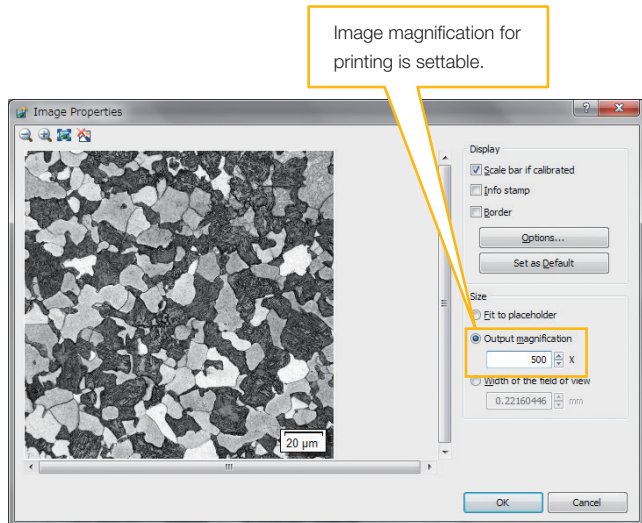 Image magnification for
printing is settable.
Image Properties
Display
Scale bar if calibrated
Info stamp
Border
Options...
Set as Default
Size
Fit to placeholder
Output magnification
500 X
Width of the field of view
0.22160446 mm
20 µm
OK Cancel